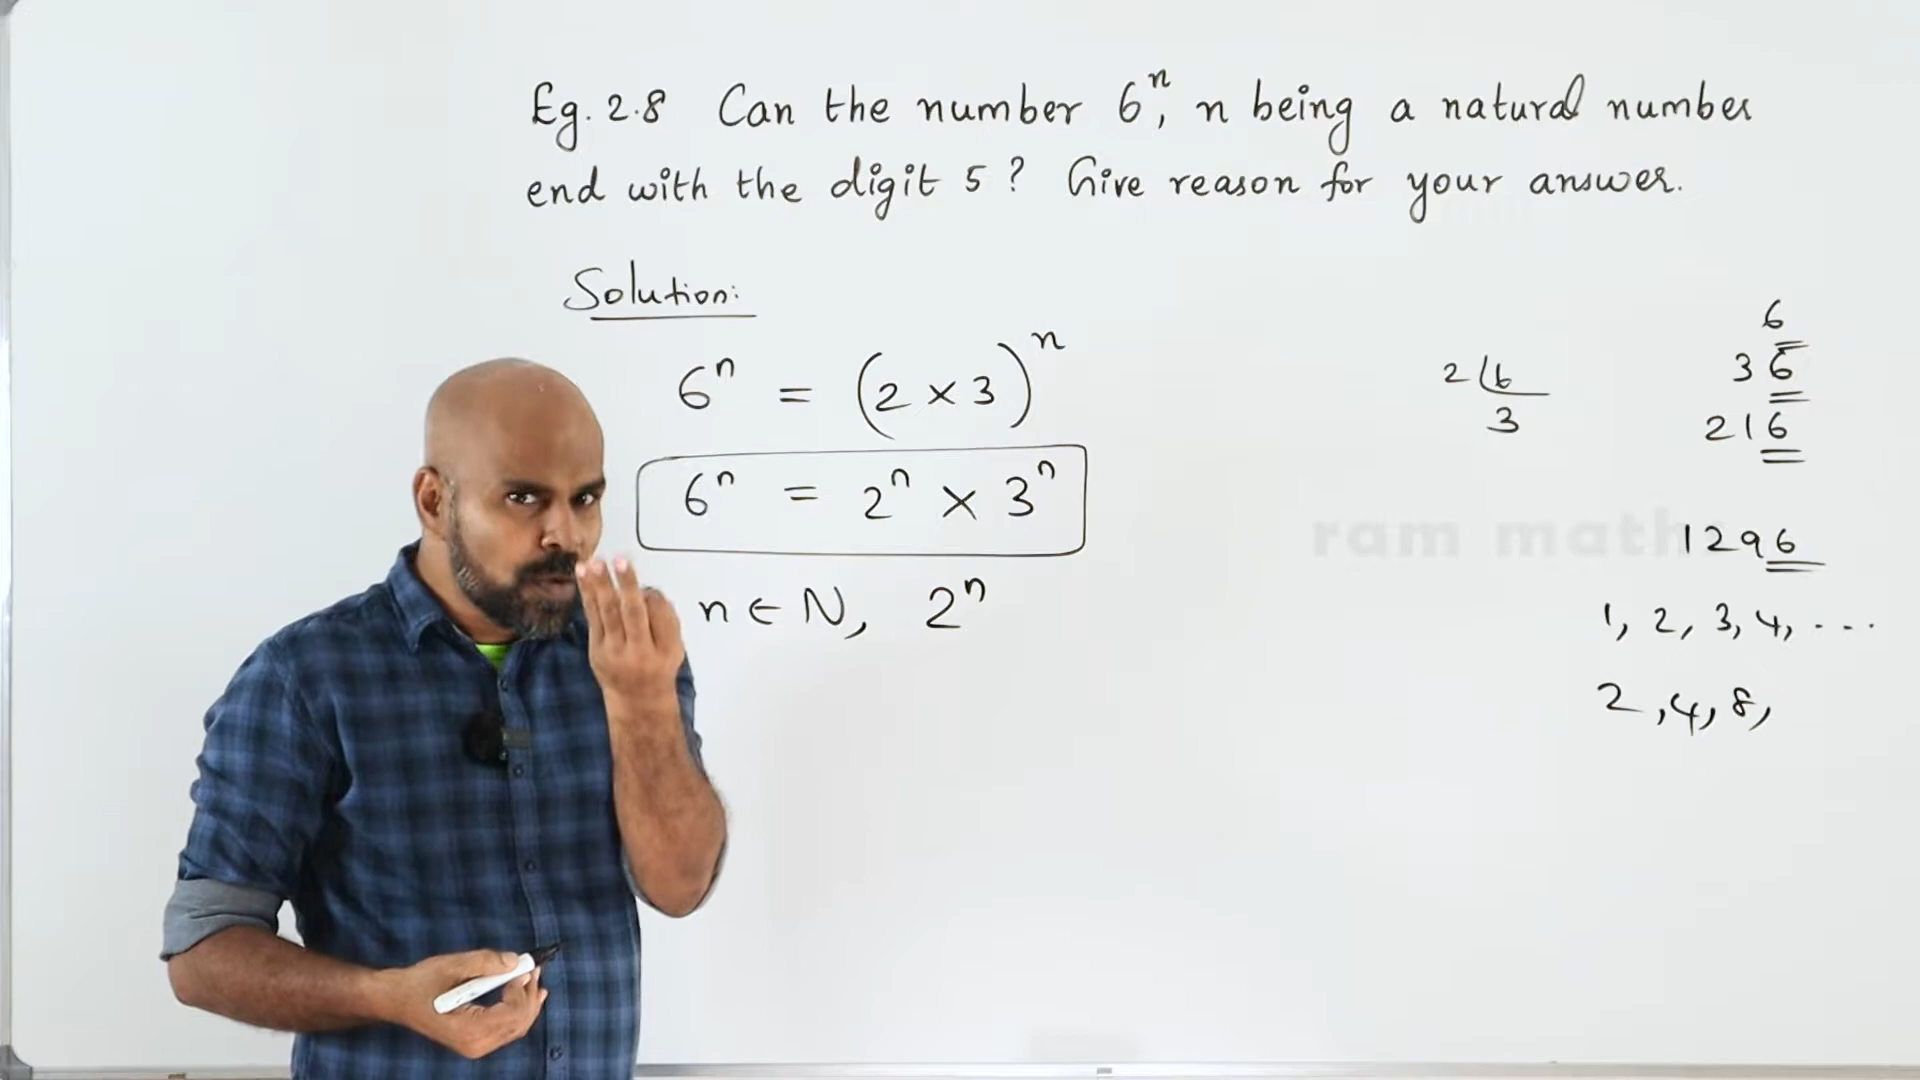 Eg. 2.8 Can the number 6ⁿ, n being a natural number
end with the digit 5? Give reason for your answer.
Solution:
6ⁿ = (2 × 3)ⁿ
6ⁿ = 2ⁿ × 3ⁿ
n ∈ N, 2ⁿ
2 | 6
3
6
36
216
ram maths
1296
1, 2, 3, 4, ...
2, 4, 8,